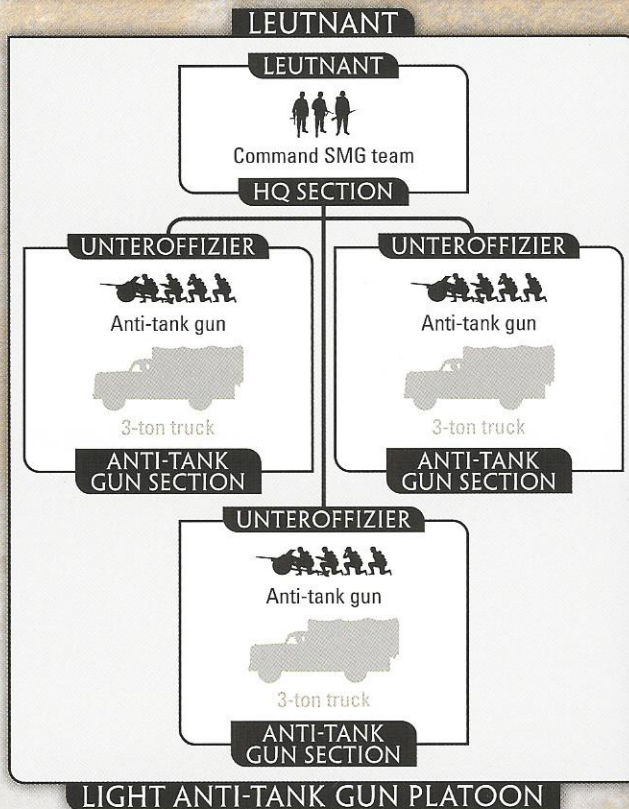 LEUTNANT
LEUTNANT
Command SMG team
HQ SECTION
UNTEROFFIZIER
Anti-tank gun
3-ton truck
ANTI-TANK
GUN SECTION
UNTEROFFIZIER
Anti-tank gun
3-ton truck
ANTI-TANK
GUN SECTION
UNTEROFFIZIER
Anti-tank gun
3-ton truck
ANTI-TANK
GUN SECTION
LIGHT ANTI-TANK GUN PLATOON